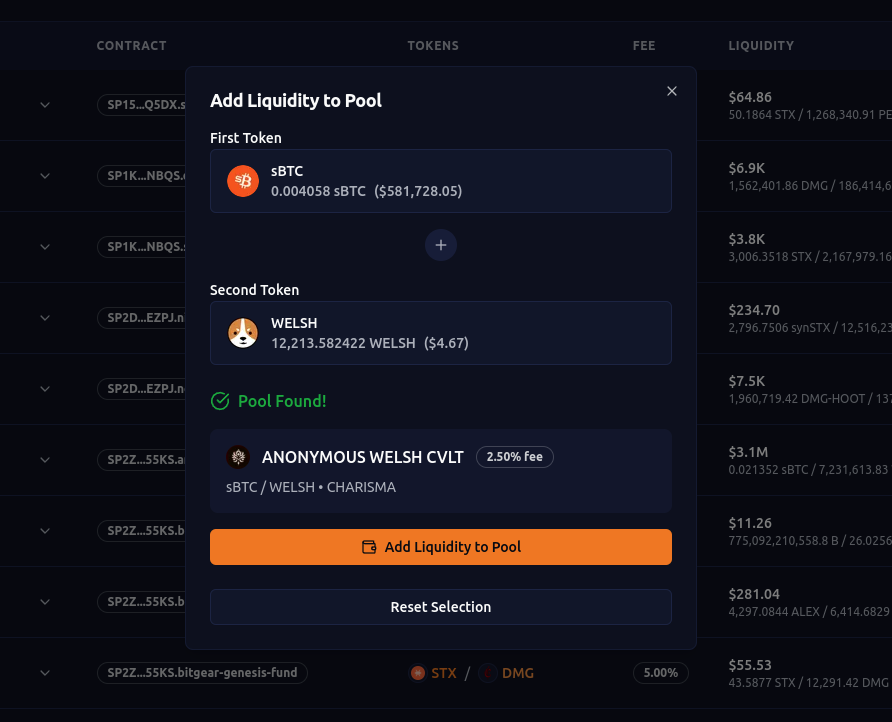 CONTRACT TOKENS FEE LIQUIDITY
Add Liquidity to Pool
First Token
sBTC
0.004058 sBTC ($581,728.05)
+
Second Token
WELSH
12,213.582422 WELSH ($4.67)
Pool Found!
ANONYMOUS WELSH CVLT 2.50% fee
sBTC / WELSH • CHARISMA
Add Liquidity to Pool
Reset Selection
SP15...Q5DX.s
$64.86
50.1864 STX / 1,268,340.91 PE
SP1K...NBQS.
$6.9K
1,562,401.86 DMG / 186,414,6
SP1K...NBQS.s
$3.8K
3,006.3518 STX / 2,167,979.16
SP2D...EZPJ.n
$234.70
2,796.7506 synSTX / 12,516,23
SP2D...EZPJ.n
$7.5K
1,960,719.42 DMG-HOOT / 137
SP2Z...55KS.a
$3.1M
0.021352 sBTC / 7,231,613.83
SP2Z...55KS.b
$11.26
775,092,210,558.8 B / 26.0256
SP2Z...55KS.b
$281.04
4,297.0844 ALEX / 6,414.6829
SP2Z...55KS.bitgear-genesis-fund STX / DMG 5.00%
$55.53
43.5877 STX / 12,291.42 DMG